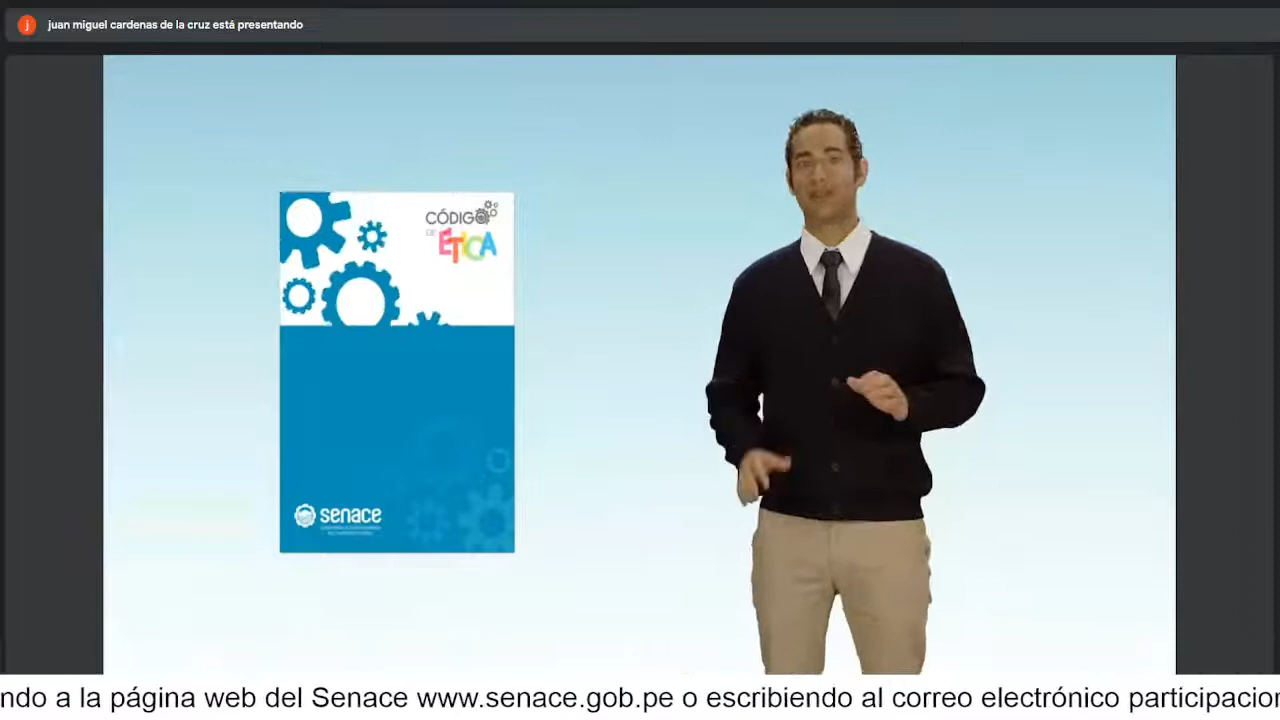 j
juan miguel cardenas de la cruz está presentando
CÓDIGO
DE
ÉTICA
senace
ndo a la página web del Senace www.senace.gob.pe o escribiendo al correo electrónico participacion